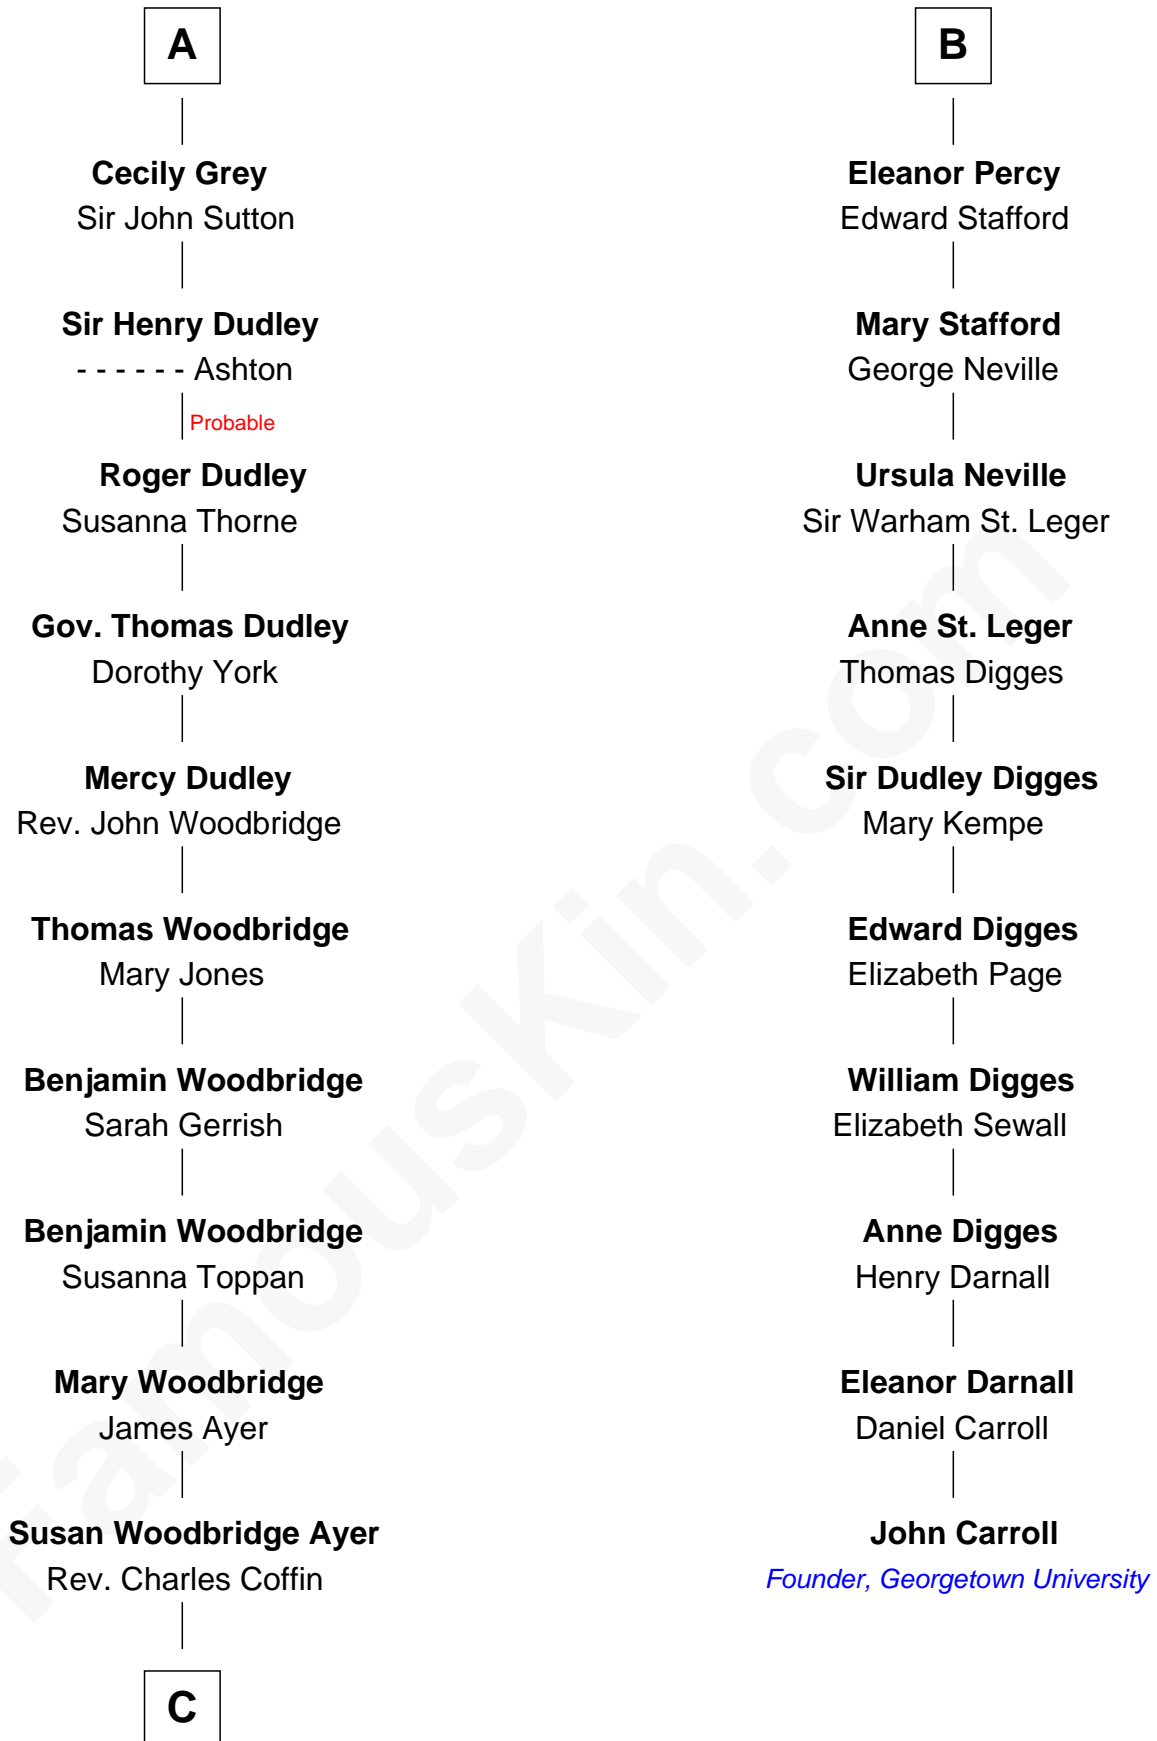 A
Cecily Grey
Sir John Sutton
Sir Henry Dudley
- - - - - - Ashton
Probable
Roger Dudley
Susanna Thorne
Gov. Thomas Dudley
Dorothy York
Mercy Dudley
Rev. John Woodbridge
Thomas Woodbridge
Mary Jones
Benjamin Woodbridge
Sarah Gerrish
Benjamin Woodbridge
Susanna Toppan
Mary Woodbridge
James Ayer
Susan Woodbridge Ayer
Rev. Charles Coffin
C
B
Eleanor Percy
Edward Stafford
Mary Stafford
George Neville
Ursula Neville
Sir Warham St. Leger
Anne St. Leger
Thomas Digges
Sir Dudley Digges
Mary Kempe
Edward Digges
Elizabeth Page
William Digges
Elizabeth Sewall
Anne Digges
Henry Darnall
Eleanor Darnall
Daniel Carroll
John Carroll
Founder, Georgetown University
FamousKin.com